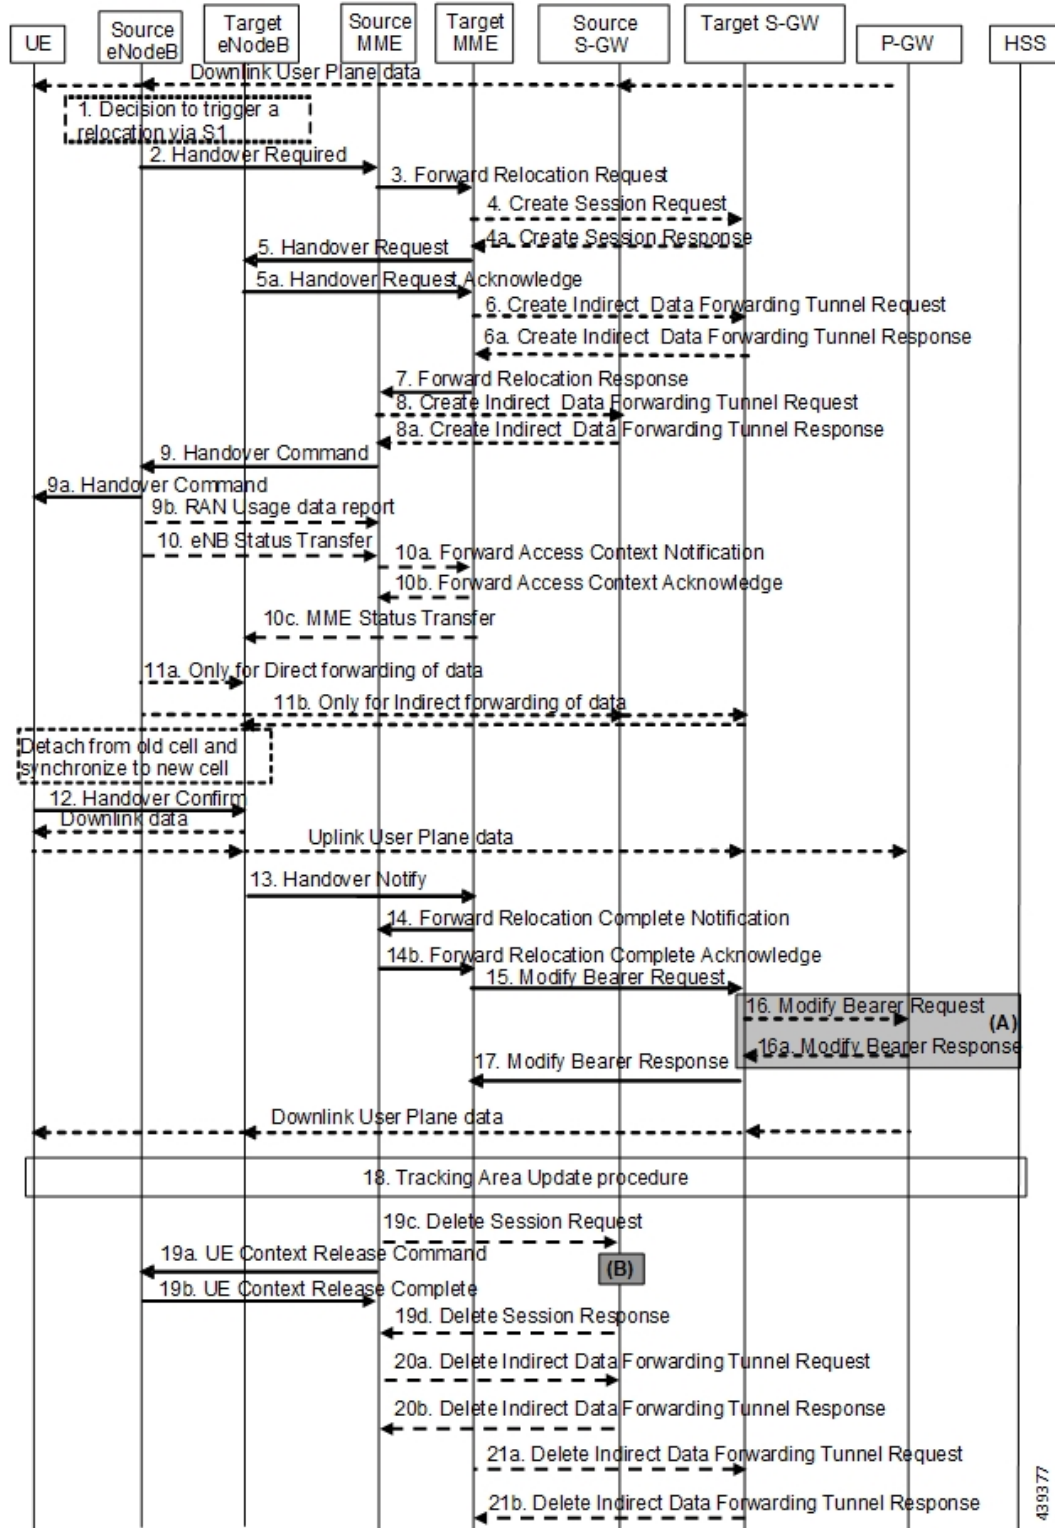 UE
Source
eNodeB
Target
eNodeB
Source
MME
Target
MME
Source
S-GW
Target S-GW
P-GW
HSS
Downlink User Plane data
1. Decision to trigger a
relocation via S1
2. Handover Required
3. Forward Relocation Request
4. Create Session Request
4a. Create Session Response
5. Handover Request
5a. Handover Request Acknowledge
6. Create Indirect Data Forwarding Tunnel Request
6a. Create Indirect Data Forwarding Tunnel Response
7. Forward Relocation Response
8. Create Indirect Data Forwarding Tunnel Request
8a. Create Indirect Data Forwarding Tunnel Response
9. Handover Command
9a. Handover Command
9b. RAN Usage data report
10. eNB Status Transfer
10a. Forward Access Context Notification
10b. Forward Access Context Acknowledge
10c. MME Status Transfer
11a. Only for Direct forwarding of data
11b. Only for Indirect forwarding of data
Detach from old cell and
synchronize to new cell
12. Handover Confirm
Downlink data
Uplink User Plane data
13. Handover Notify
14. Forward Relocation Complete Notification
14b. Forward Relocation Complete Acknowledge
15. Modify Bearer Request
16. Modify Bearer Request
(A)
16a. Modify Bearer Response
17. Modify Bearer Response
Downlink User Plane data
18. Tracking Area Update procedure
19c. Delete Session Request
19a. UE Context Release Command
(B)
19b. UE Context Release Complete
19d. Delete Session Response
20a. Delete Indirect Data Forwarding Tunnel Request
20b. Delete Indirect Data Forwarding Tunnel Response
21a. Delete Indirect Data Forwarding Tunnel Request
21b. Delete Indirect Data Forwarding Tunnel Response
439377